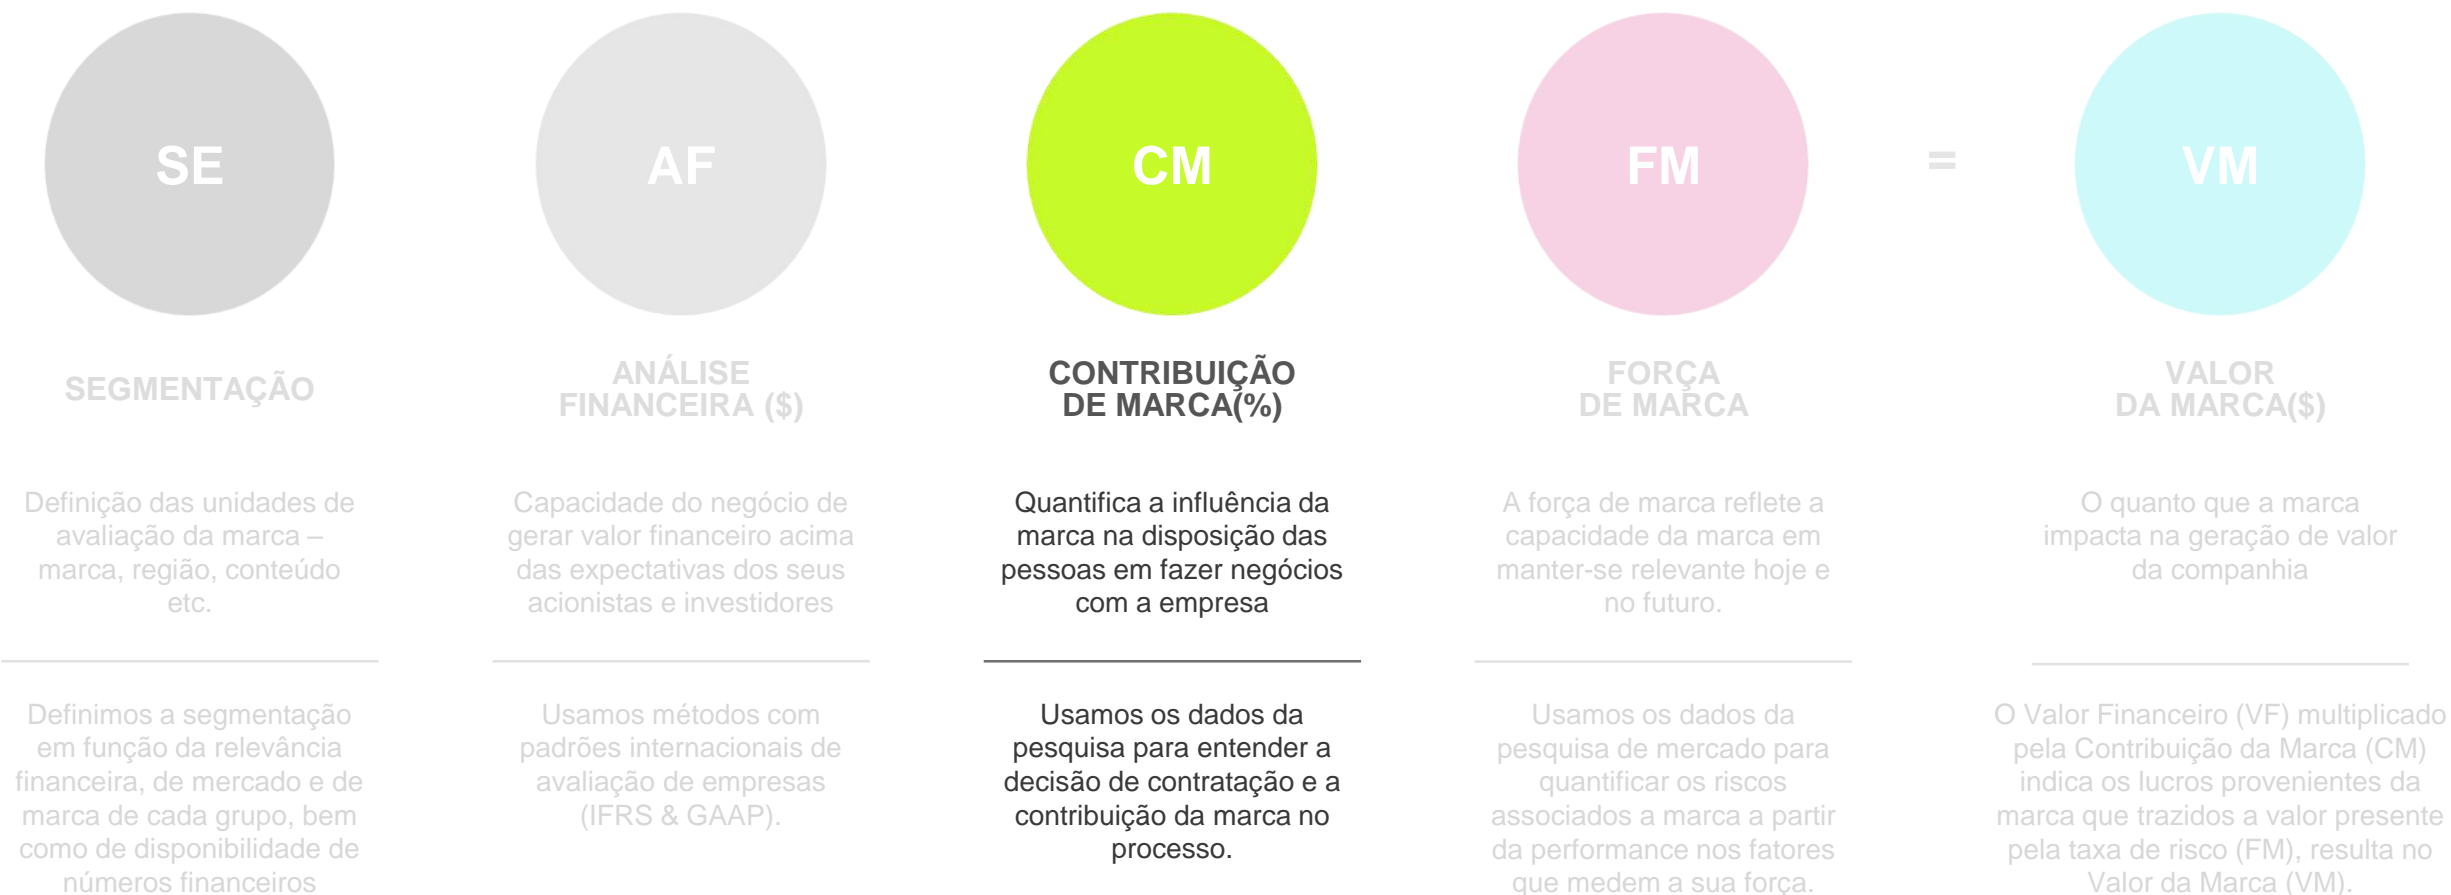 SE
AF
CM
FM
=
VM
SEGMENTAÇÃO
ANÁLISE
FINANCEIRA ($)
CONTRIBUIÇÃO
DE MARCA(%)
FORÇA
DE MARCA
VALOR
DA MARCA($)
Definição das unidades de
avaliação da marca –
marca, região, conteúdo
etc.
Capacidade do negócio de
gerar valor financeiro acima
das expectativas dos seus
acionistas e investidores
Quantifica a influência da
marca na disposição das
pessoas em fazer negócios
com a empresa
A força de marca reflete a
capacidade da marca em
manter-se relevante hoje e
no futuro.
O quanto que a marca
impacta na geração de valor
da companhia
Definimos a segmentação
em função da relevância
financeira, de mercado e de
marca de cada grupo, bem
como de disponibilidade de
números financeiros
Usamos métodos com
padrões internacionais de
avaliação de empresas
(IFRS & GAAP).
Usamos os dados da
pesquisa para entender a
decisão de contratação e a
contribuição da marca no
processo.
Usamos os dados da
pesquisa de mercado para
quantificar os riscos
associados a marca a partir
da performance nos fatores
que medem a sua força.
O Valor Financeiro (VF) multiplicado
pela Contribuição da Marca (CM)
indica os lucros provenientes da
marca que trazidos a valor presente
pela taxa de risco (FM), resulta no
Valor da Marca (VM).